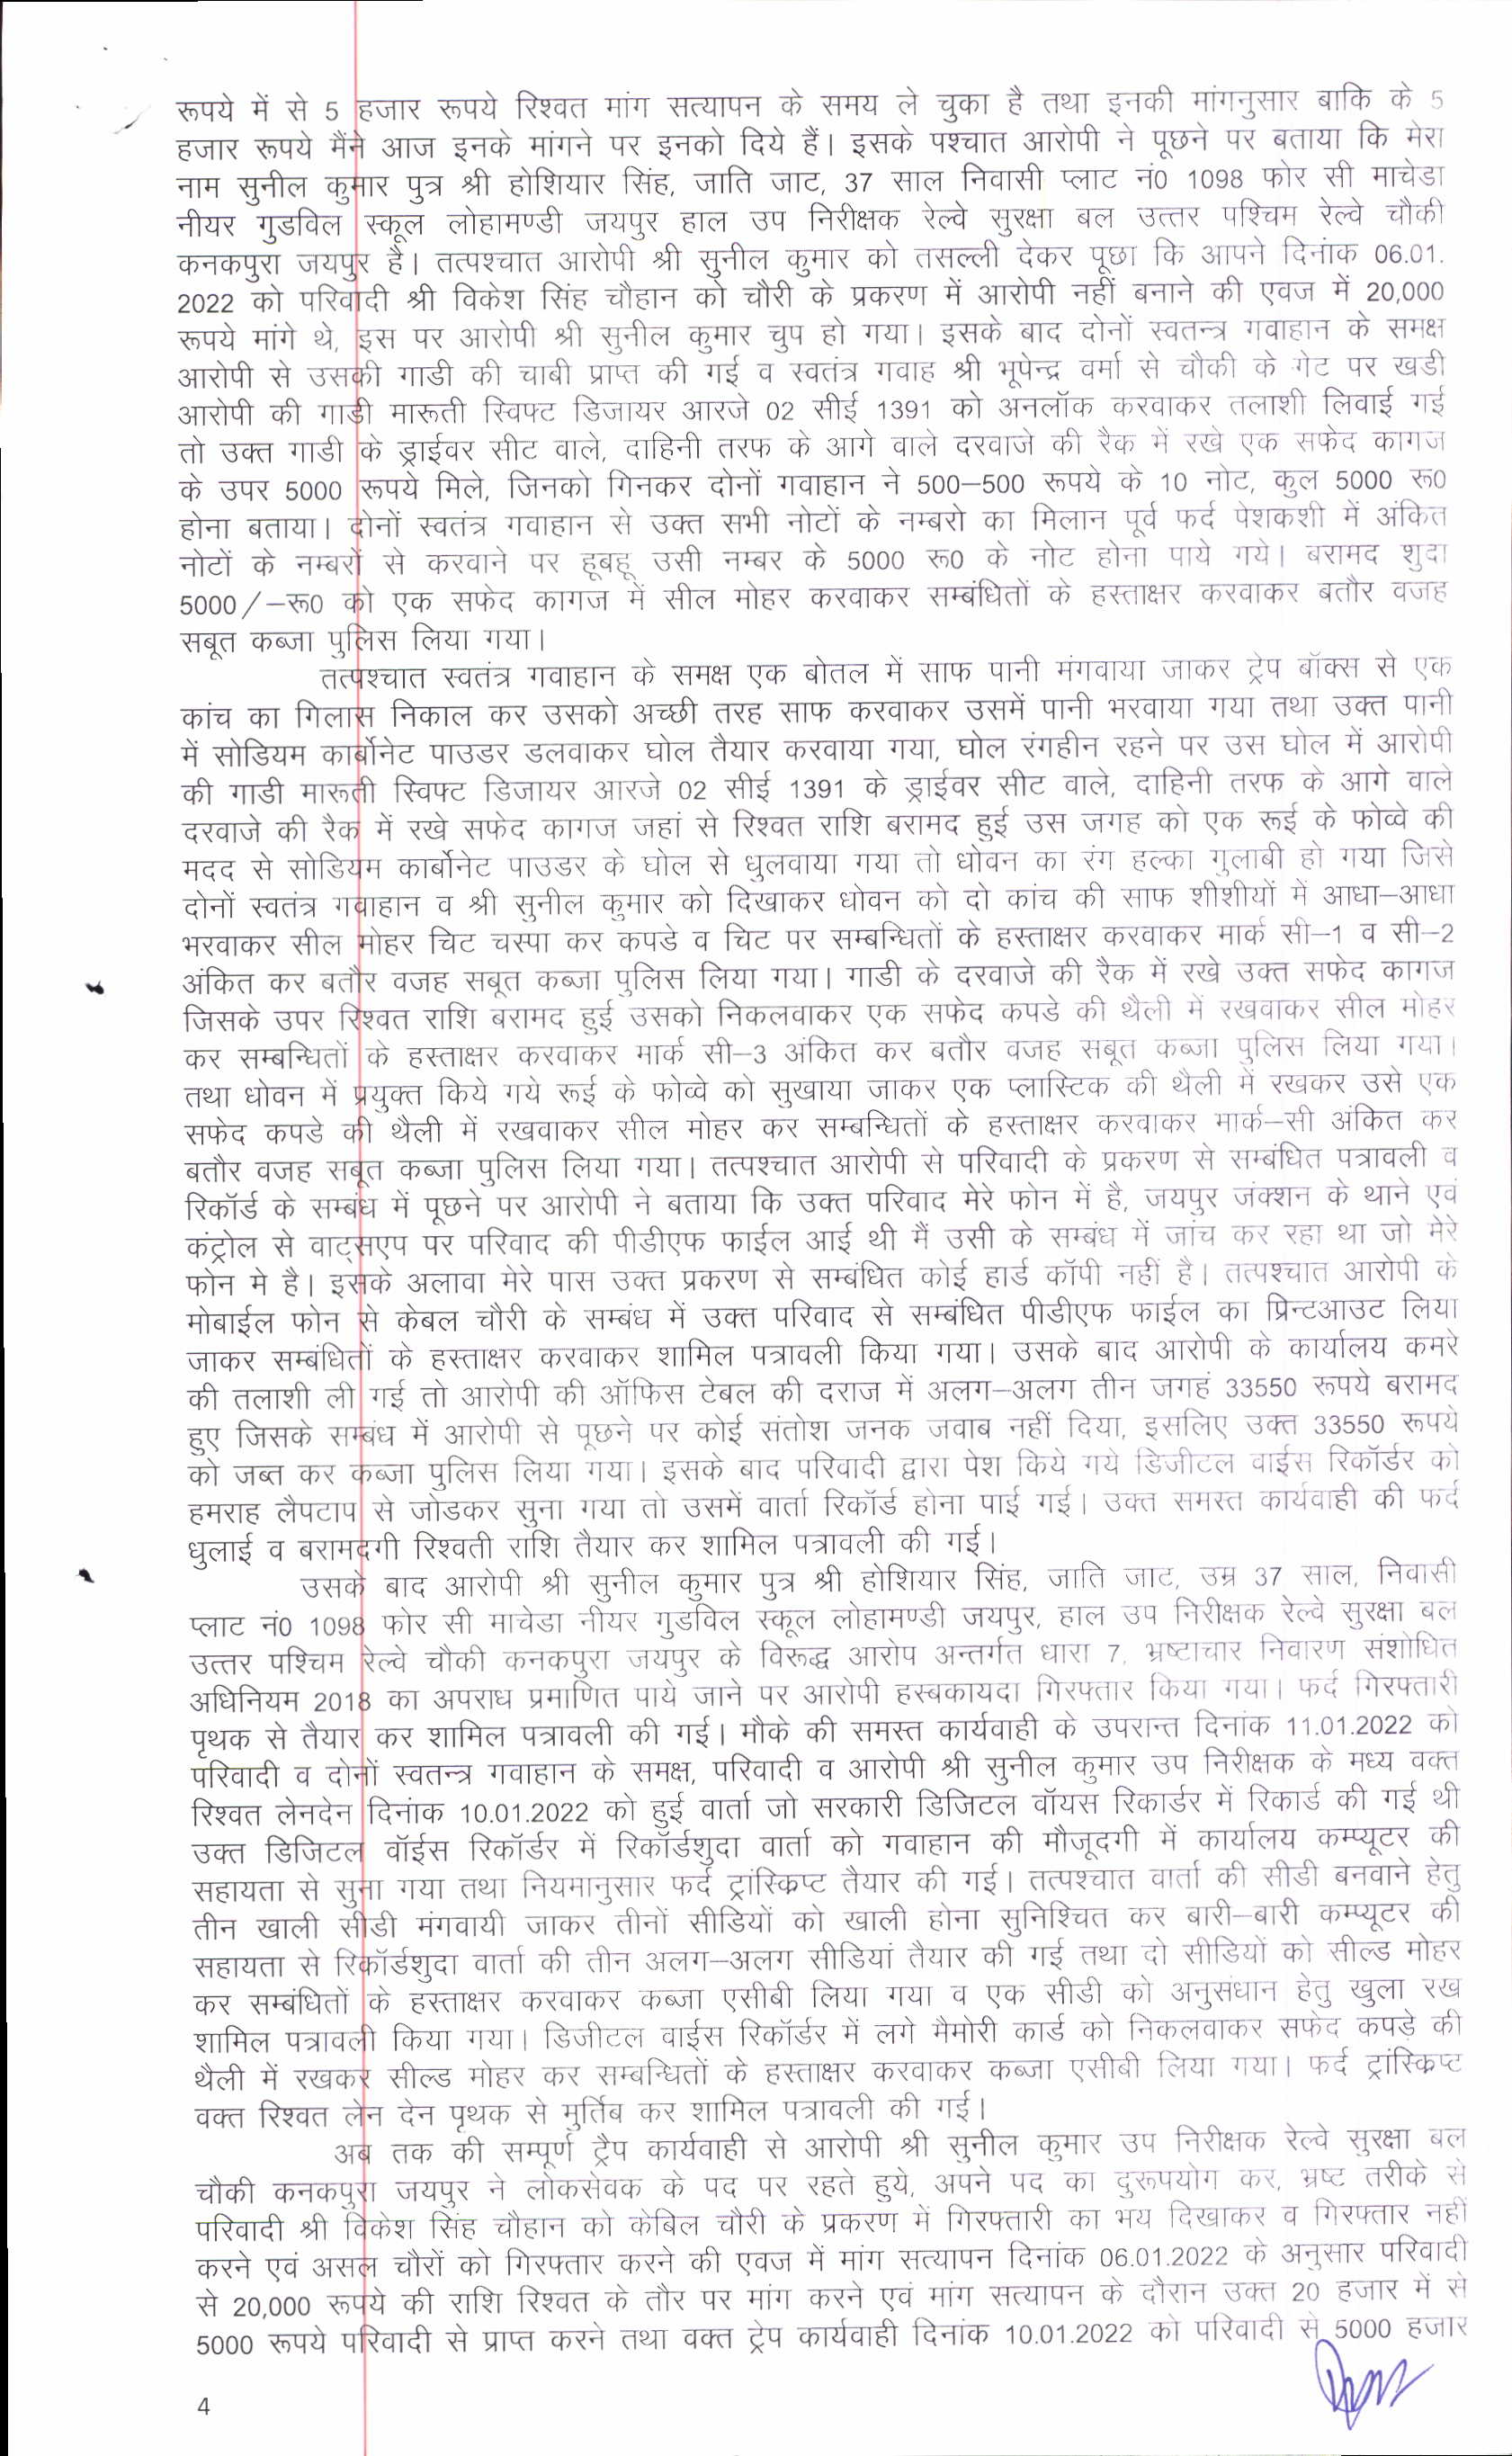 रूपये में से 5 हजार रूपये रिश्वत मांग सत्यापन के समय ले चुका है तथा इनकी मांगनुसार बाकि के 5
हजार रूपये मैंने आज इनके मांगने पर इनको दिये हैं। इसके पश्चात आरोपी ने पूछने पर बताया कि मेरा
नाम सुनील कुमार पुत्र श्री होशियार सिंह, जाति जाट, 37 साल निवासी प्लाट नं0 1098 फोर सी माचेडा
नीयर गुडविल स्कूल लोहामण्डी जयपुर हाल उप निरीक्षक रेल्वे सुरक्षा बल उत्तर पश्चिम रेल्वे चौकी
कनकपुरा जयपुर है। तत्पश्चात आरोपी श्री सुनील कुमार को तसल्ली देकर पूछा कि आपने दिनांक 06.01.
2022 को परिवादी श्री विकेश सिंह चौहान को चौरी के प्रकरण में आरोपी नहीं बनाने की एवज में 20,000
रूपये मांगे थे, इस पर आरोपी श्री सुनील कुमार चुप हो गया। इसके बाद दोनों स्वतन्त्र गवाहान के समक्ष
आरोपी से उसकी गाडी की चाबी प्राप्त की गई व स्वतंत्र गवाह श्री भूपेन्द्र वर्मा से चौकी के गेट पर खडी
आरोपी की गाडी मारूती स्विफ्ट डिजायर आरजे 02 सीई 1391 को अनलॉक करवाकर तलाशी लिवाई गई
तो उक्त गाडी के ड्राईवर सीट वाले, दाहिनी तरफ के आगे वाले दरवाजे की रैक में रखे एक सफेद कागज
के उपर 5000 रूपये मिले, जिनको गिनकर दोनों गवाहान ने 500–500 रूपये के 10 नोट, कुल 5000 रू0
होना बताया। दोनों स्वतंत्र गवाहान से उक्त सभी नोटों के नम्बरो का मिलान पूर्व फर्द पेशकशी में अंकित
नोटों के नम्बरों से करवाने पर हूबहू उसी नम्बर के 5000 रू0 के नोट होना पाये गये। बरामद शुदा
5000/–रू0 को एक सफेद कागज में सील मोहर करवाकर सम्बंधितों के हस्ताक्षर करवाकर बतौर वजह
सबूत कब्जा पुलिस लिया गया।
तत्पश्चात स्वतंत्र गवाहान के समक्ष एक बोतल में साफ पानी मंगवाया जाकर ट्रेप बॉक्स से एक
कांच का गिलास निकाल कर उसको अच्छी तरह साफ करवाकर उसमें पानी भरवाया गया तथा उक्त पानी
में सोडियम कार्बोनेट पाउडर डलवाकर घोल तैयार करवाया गया, घोल रंगहीन रहने पर उस घोल में आरोपी
की गाडी मारूती स्विफ्ट डिजायर आरजे 02 सीई 1391 के ड्राईवर सीट वाले, दाहिनी तरफ के आगे वाले
दरवाजे की रैक में रखे सफेद कागज जहां से रिश्वत राशि बरामद हुई उस जगह को एक रूई के फोव्वे की
मदद से सोडियम कार्बोनेट पाउडर के घोल से धुलवाया गया तो धोवन का रंग हल्का गुलाबी हो गया जिसे
दोनों स्वतंत्र गवाहान व श्री सुनील कुमार को दिखाकर धोवन को दो कांच की साफ शीशीयों में आधा–आधा
भरवाकर सील मोहर चिट चस्पा कर कपडे व चिट पर सम्बन्धितों के हस्ताक्षर करवाकर मार्क सी–1 व सी–2
अंकित कर बतौर वजह सबूत कब्जा पुलिस लिया गया। गाडी के दरवाजे की रैक में रखे उक्त सफेद कागज
जिसके उपर रिश्वत राशि बरामद हुई उसको निकलवाकर एक सफेद कपडे की थैली में रखवाकर सील मोहर
कर सम्बन्धितों के हस्ताक्षर करवाकर मार्क सी–3 अंकित कर बतौर वजह सबूत कब्जा पुलिस लिया गया।
तथा धोवन में प्रयुक्त किये गये रूई के फोव्वे को सुखाया जाकर एक प्लास्टिक की थैली में रखकर उसे एक
सफेद कपडे की थैली में रखवाकर सील मोहर कर सम्बन्धितों के हस्ताक्षर करवाकर मार्क–सी अंकित कर
बतौर वजह सबूत कब्जा पुलिस लिया गया। तत्पश्चात आरोपी से परिवादी के प्रकरण से सम्बंधित पत्रावली व
रिकॉर्ड के सम्बंध में पूछने पर आरोपी ने बताया कि उक्त परिवाद मेरे फोन में है, जयपुर जंक्शन के थाने एवं
कंट्रोल से वाट्सएप पर परिवाद की पीडीएफ फाईल आई थी मैं उसी के सम्बंध में जांच कर रहा था जो मेरे
फोन मे है। इसके अलावा मेरे पास उक्त प्रकरण से सम्बंधित कोई हार्ड कॉपी नहीं है। तत्पश्चात आरोपी के
मोबाईल फोन से केबल चौरी के सम्बंध में उक्त परिवाद से सम्बंधित पीडीएफ फाईल का प्रिन्टआउट लिया
जाकर सम्बंधितों के हस्ताक्षर करवाकर शामिल पत्रावली किया गया। उसके बाद आरोपी के कार्यालय कमरे
की तलाशी ली गई तो आरोपी की ऑफिस टेबल की दराज में अलग–अलग तीन जगहं 33550 रूपये बरामद
हुए जिसके सम्बंध में आरोपी से पूछने पर कोई संतोश जनक जवाब नहीं दिया, इसलिए उक्त 33550 रूपये
को जब्त कर कब्जा पुलिस लिया गया। इसके बाद परिवादी द्वारा पेश किये गये डिजीटल वाईस रिकॉर्डर को
हमराह लैपटाप से जोडकर सुना गया तो उसमें वार्ता रिकॉर्ड होना पाई गई। उक्त समस्त कार्यवाही की फर्द
धुलाई व बरामदगी रिश्वती राशि तैयार कर शामिल पत्रावली की गई।
उसके बाद आरोपी श्री सुनील कुमार पुत्र श्री होशियार सिंह, जाति जाट, उम्र 37 साल, निवासी
प्लाट नं0 1098 फोर सी माचेडा नीयर गुडविल स्कूल लोहामण्डी जयपुर, हाल उप निरीक्षक रेल्वे सुरक्षा बल
उत्तर पश्चिम रेल्वे चौकी कनकपुरा जयपुर के विरूद्ध आरोप अन्तर्गत धारा 7, भ्रष्टाचार निवारण संशोधित
अधिनियम 2018 का अपराध प्रमाणित पाये जाने पर आरोपी हस्बकायदा गिरफ्तार किया गया। फर्द गिरफ्तारी
पृथक से तैयार कर शामिल पत्रावली की गई। मौके की समस्त कार्यवाही के उपरान्त दिनांक 11.01.2022 को
परिवादी व दोनों स्वतन्त्र गवाहान के समक्ष, परिवादी व आरोपी श्री सुनील कुमार उप निरीक्षक के मध्य वक्त
रिश्वत लेनदेन दिनांक 10.01.2022 को हुई वार्ता जो सरकारी डिजिटल वॉयस रिकार्डर में रिकार्ड की गई थी
उक्त डिजिटल वॉईस रिकॉर्डर में रिकॉर्डशुदा वार्ता को गवाहान की मौजूदगी में कार्यालय कम्प्यूटर की
सहायता से सुना गया तथा नियमानुसार फर्द ट्रांस्क्रिप्ट तैयार की गई। तत्पश्चात वार्ता की सीडी बनवाने हेतु
तीन खाली सीडी मंगवायी जाकर तीनों सीडियों को खाली होना सुनिश्चित कर बारी–बारी कम्प्यूटर की
सहायता से रिकॉर्डशुदा वार्ता की तीन अलग–अलग सीडियां तैयार की गई तथा दो सीडियों को सील्ड मोहर
कर सम्बंधितों के हस्ताक्षर करवाकर कब्जा एसीबी लिया गया व एक सीडी को अनुसंधान हेतु खुला रख
शामिल पत्रावली किया गया। डिजीटल वाईस रिकॉर्डर में लगे मैमोरी कार्ड को निकलवाकर सफेद कपड़े की
थैली में रखकर सील्ड मोहर कर सम्बन्धितों के हस्ताक्षर करवाकर कब्जा एसीबी लिया गया। फर्द ट्रांस्क्रिप्ट
वक्त रिश्वत लेन देन पृथक से मुर्तिब कर शामिल पत्रावली की गई।
अब तक की सम्पूर्ण ट्रैप कार्यवाही से आरोपी श्री सुनील कुमार उप निरीक्षक रेल्वे सुरक्षा बल
चौकी कनकपुरा जयपुर ने लोकसेवक के पद पर रहते हुये, अपने पद का दुरूपयोग कर, भ्रष्ट तरीके से
परिवादी श्री विकेश सिंह चौहान को केबिल चौरी के प्रकरण में गिरफ्तारी का भय दिखाकर व गिरफ्तार नहीं
करने एवं असल चौरों को गिरफ्तार करने की एवज में मांग सत्यापन दिनांक 06.01.2022 के अनुसार परिवादी
से 20,000 रूपये की राशि रिश्वत के तौर पर मांग करने एवं मांग सत्यापन के दौरान उक्त 20 हजार में से
5000 रूपये परिवादी से प्राप्त करने तथा वक्त ट्रेप कार्यवाही दिनांक 10.01.2022 को परिवादी से 5000 हजार
4